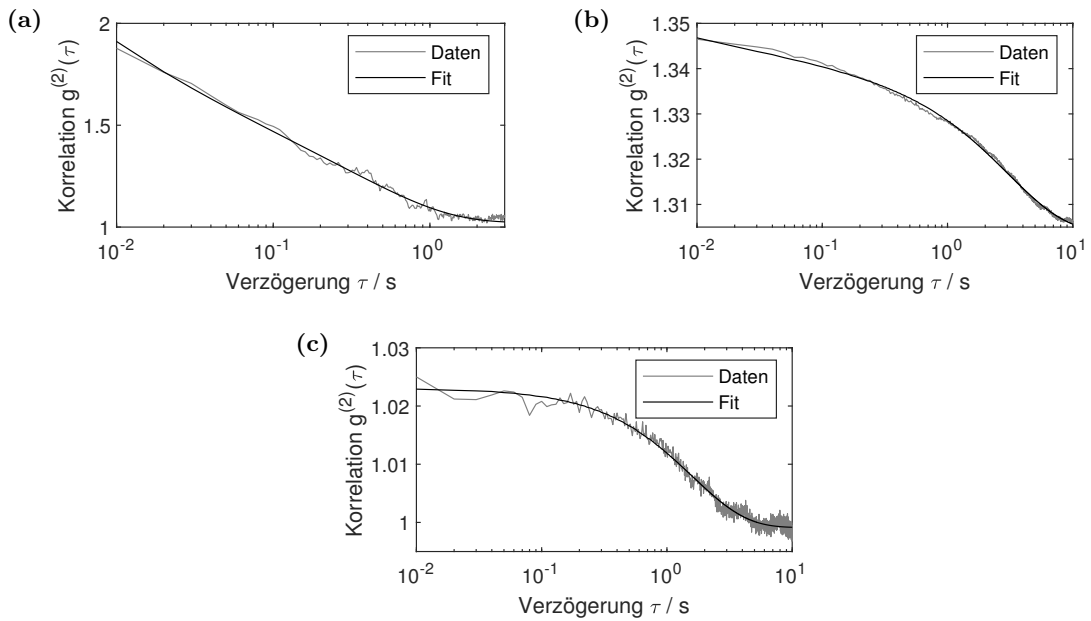 (a)
2
1.5
1
Korrelation g⁽²⁾(τ)
Daten
Fit
10⁻²
10⁻¹
10⁰
Verzögerung τ / s
(b)
1.35
1.34
1.33
1.32
1.31
Korrelation g⁽²⁾(τ)
Daten
Fit
10⁻²
10⁻¹
10⁰
10¹
Verzögerung τ / s
(c)
1.03
1.02
1.01
1
Korrelation g⁽²⁾(τ)
Daten
Fit
10⁻²
10⁻¹
10⁰
10¹
Verzögerung τ / s